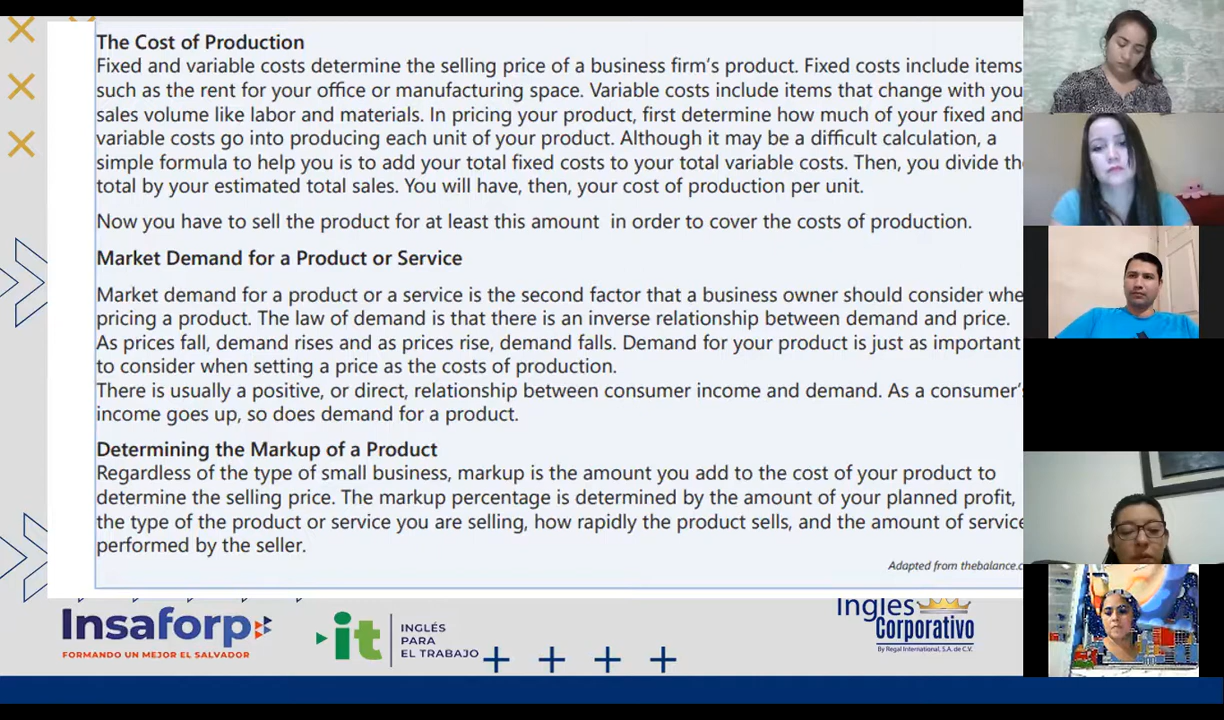 The Cost of Production
Fixed and variable costs determine the selling price of a business firm's product. Fixed costs include items
such as the rent for your office or manufacturing space. Variable costs include items that change with you
sales volume like labor and materials. In pricing your product, first determine how much of your fixed and
variable costs go into producing each unit of your product. Although it may be a difficult calculation, a
simple formula to help you is to add your total fixed costs to your total variable costs. Then, you divide th
total by your estimated total sales. You will have, then, your cost of production per unit.
Now you have to sell the product for at least this amount in order to cover the costs of production.
Market Demand for a Product or Service
Market demand for a product or a service is the second factor that a business owner should consider whe
pricing a product. The law of demand is that there is an inverse relationship between demand and price.
As prices fall, demand rises and as prices rise, demand falls. Demand for your product is just as important
to consider when setting a price as the costs of production.
There is usually a positive, or direct, relationship between consumer income and demand. As a consumer's
income goes up, so does demand for a product.
Determining the Markup of a Product
Regardless of the type of small business, markup is the amount you add to the cost of your product to
determine the selling price. The markup percentage is determined by the amount of your planned profit,
the type of the product or service you are selling, how rapidly the product sells, and the amount of service
performed by the seller.
Adapted from thebalance.c
Insaforp
FORMANDO UN MEJOR EL SALVADOR
it
INGLÉS
PARA
EL TRABAJO
Inglés
Corporativo
By Regal International, S.A. de C.V.